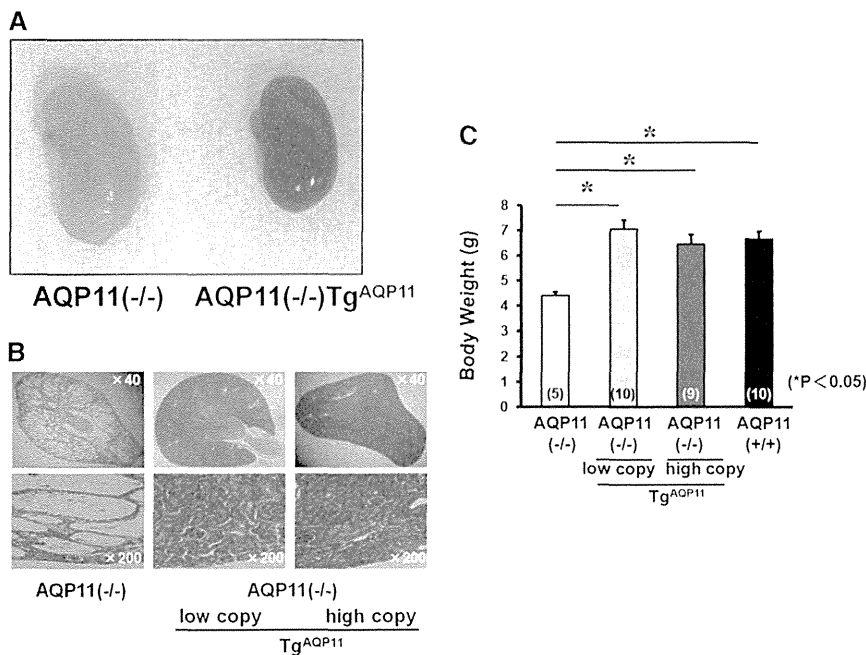 A
AQP11(-/-) AQP11(-/-)Tg^AQP11
B
×40 ×40 ×40
×200 ×200 ×200
AQP11(-/-) AQP11(-/-)
low copy high copy
Tg^AQP11
C
*
*
*
Body Weight (g)
8
7
6
5
4
3
2
1
0
(5) (10) (9) (10)
(*P<0.05)
AQP11 AQP11 AQP11 AQP11
(-/-) (-/-) (-/-) (+/+)
low copy high copy
Tg^AQP11